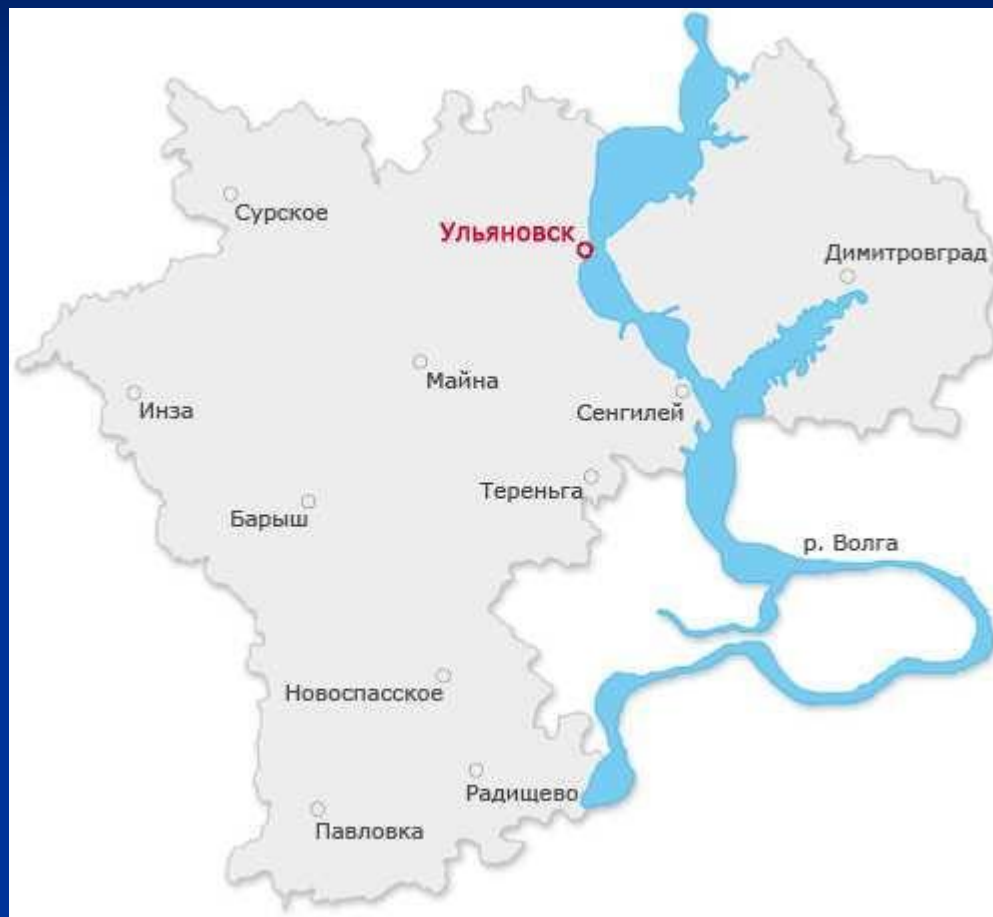 Сурское
Ульяновск
Димитровград
Майна
Инза
Сенгилей
Тереньга
Барыш
р. Волга
Новоспасское
Радищево
Павловка